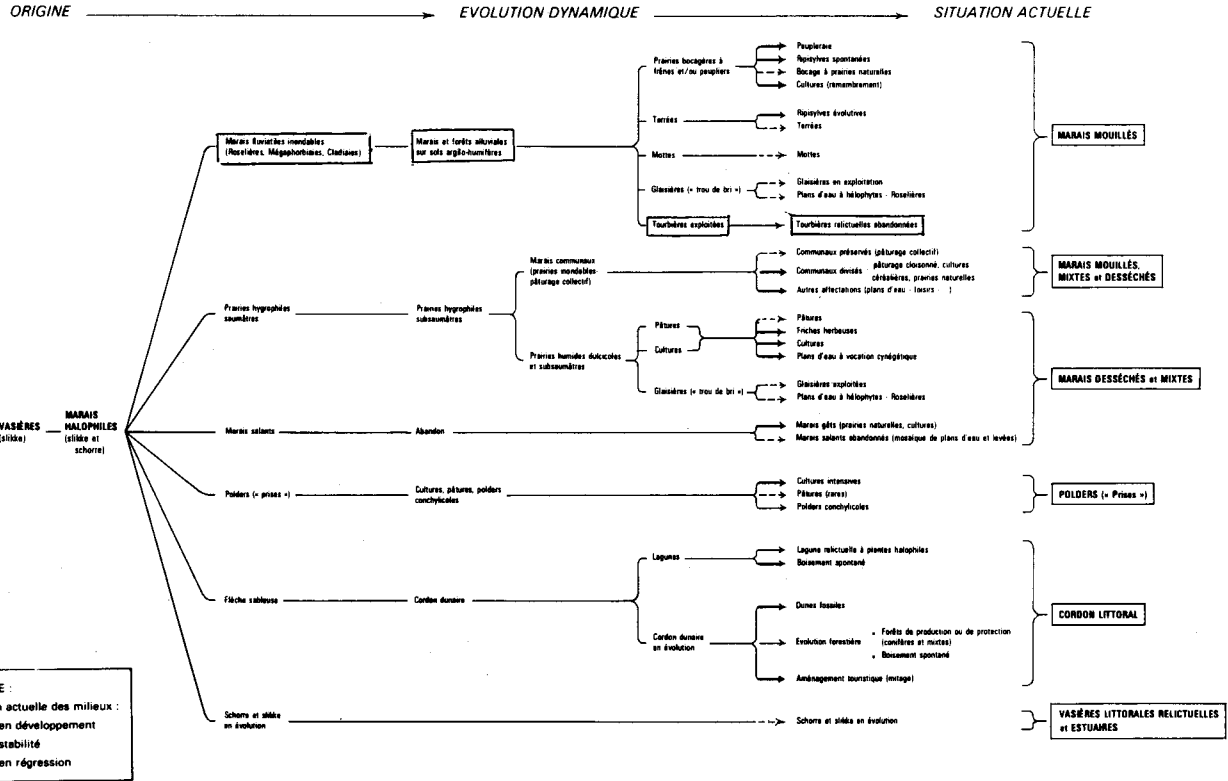 ORIGINE EVOLUTION DYNAMIQUE SITUATION ACTUELLE
Prairies bocagères à
frênes et/ou peupliers
Peupleraie
Ripisylves spontanées
Bocage à prairies naturelles
Cultures (remembrement)
Terrées
Ripisylves évolutives
Terrées
Marais fluviatiles inondables
(Roselières, Mégaphorbiaies, Cladiaies)
Marais et forêts alluviales
sur sols argilo-humifères
MARAIS MOUILLÉS
Mottes
Mottes
Glaisières (« trou de bri »)
Glaisières en exploitation
Plans d'eau à hélophytes - Roselières
Tourbières exploitées
Tourbières relictuelles abandonnées
Marais communaux
(prairies inondables-
pâturage collectif)
Communaux préservés (pâturage collectif)
Communaux divisés : pâturage cloisonné, cultures
céréalières, prairies naturelles
Autres affectations (plans d'eau - loisirs - )
MARAIS MOUILLÉS,
MIXTES et DESSÉCHÉS
Prairies hygrophiles
saumâtres
Prairies hygrophiles
subsaumâtres
Prairies humides dulcicoles
et subsaumâtres
Pâtures
Cultures
Pâtures
Friches herbeuses
Cultures
Plans d'eau à vocation cynégétique
Glaisières (« trou de bri »)
Glaisières exploitées
Plans d'eau à hélophytes - Roselières
MARAIS DESSÉCHÉS et MIXTES
VASIÈRES
(slikke)
MARAIS
HALOPHILES
(slikke et
schorre)
Marais salants
Abandon
Marais gâts (prairies naturelles, cultures)
Marais salants abandonnés (mosaïque de plans d'eau et levées)
Polders (« prises »)
Cultures, pâtures, polders
conchylicoles
Cultures intensives
Pâtures (rares)
Polders conchylicoles
POLDERS (« Prises »)
Flèche sableuse
Cordon dunaire
Lagunes
Lagune relictuelle à plantes halophiles
Boisement spontané
Cordon dunaire
en évolution
Dunes fossiles
Evolution forestière
Forêts de production ou de protection
(conifères et mixtes)
Boisement spontané
Aménagement touristique (mitage)
CORDON LITTORAL
Schorre et slikke
en évolution
Schorre et slikke en évolution
VASIÈRES LITTORALES RELICTUELLES
et ESTUAIRES
E :
n actuelle des milieux :
en développement
stabilité
en régression